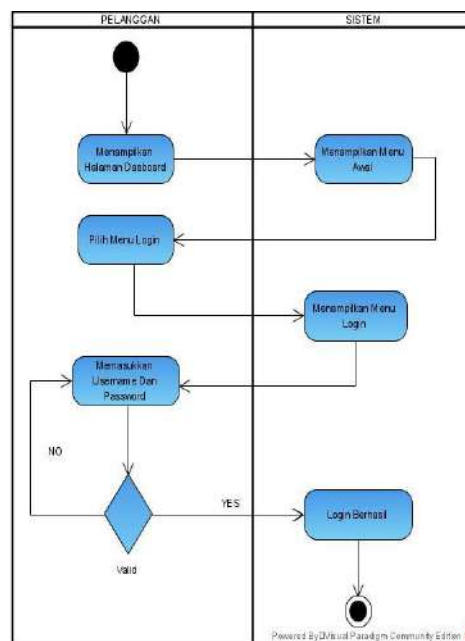 PELANGGAN
SISTEM
Menampilkan
Halaman Dasboard
Menampilkan Menu
Awal
Pilih Menu Login
Menampilkan Menu
Login
Memasukkan
Username Dan
Password
NO
YES
Login Berhasil
Valid
Powered By Visual Paradigm Community Edition